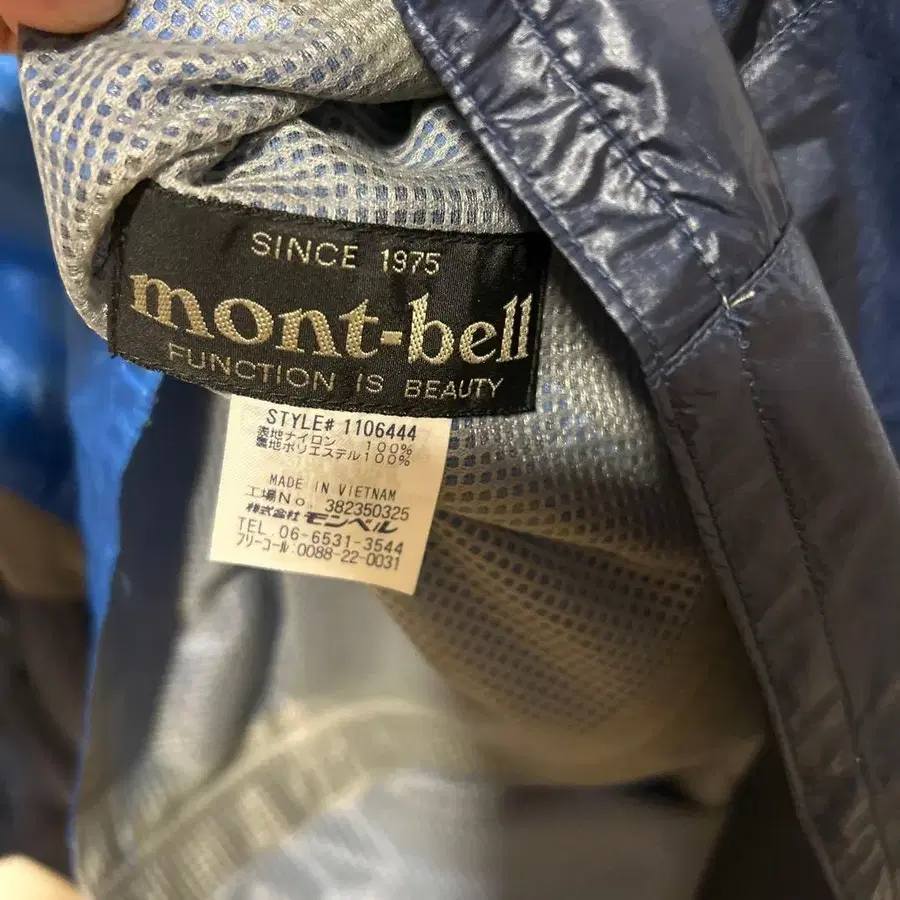 SINCE 1975
mont-bell
FUNCTION IS BEAUTY
STYLE# 1106444
表地ナイロン 100%
裏地ポリエステル100%
MADE IN VIETNAM
工場No. 382350325
株式会社 モンベル
TEL. 06-6531-3544
フリーコール:0088-22-0031